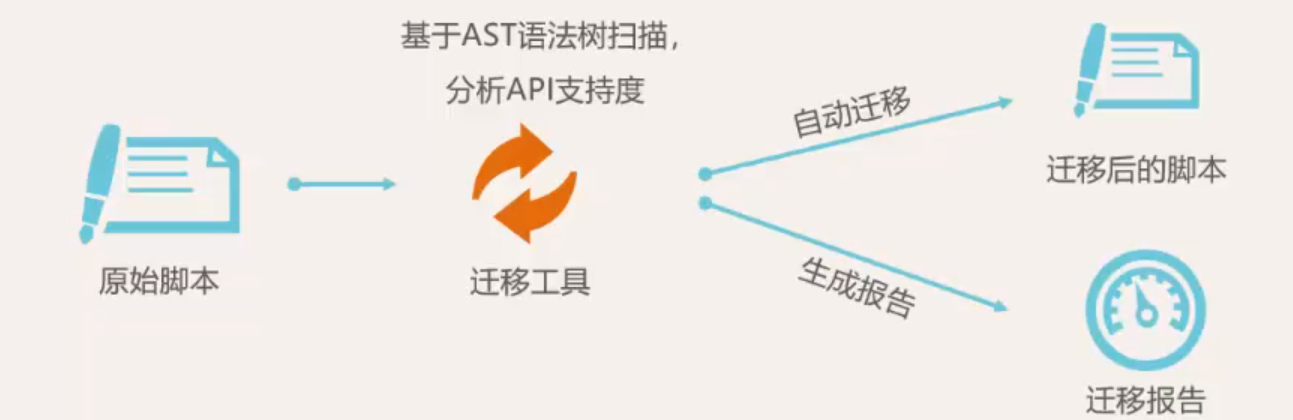 基于AST语法树扫描，
分析API支持度
原始脚本
迁移工具
自动迁移
生成报告
迁移后的脚本
迁移报告